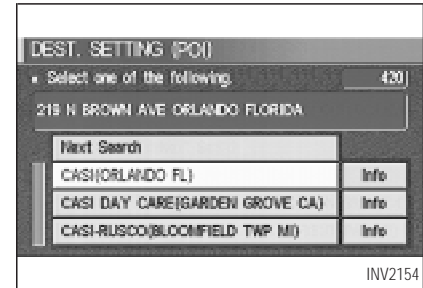 DEST. SETTING (POI)
Select one of the following. 420
219 N BROWN AVE ORLANDO FLORIDA
Next Search
CASI(ORLANDO FL) Info
CASI DAY CARE(GARDEN GROVE CA) Info
CASI-RUSCO(BLOOMFIELD TWP MI) Info
INV2154